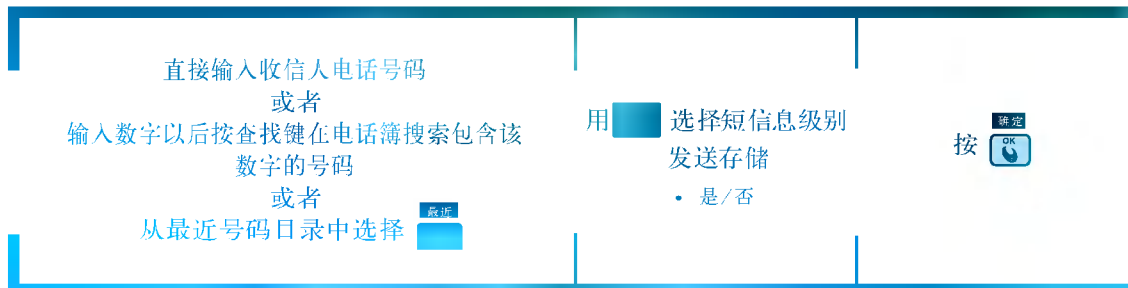 直接输入收信人电话号码
或者
输入数字以后按查找键在电话簿搜索包含该
数字的号码
或者
从最近号码目录中选择 最近
用 选择短信息级别
发送存储
• 是/否
确定
按 OK